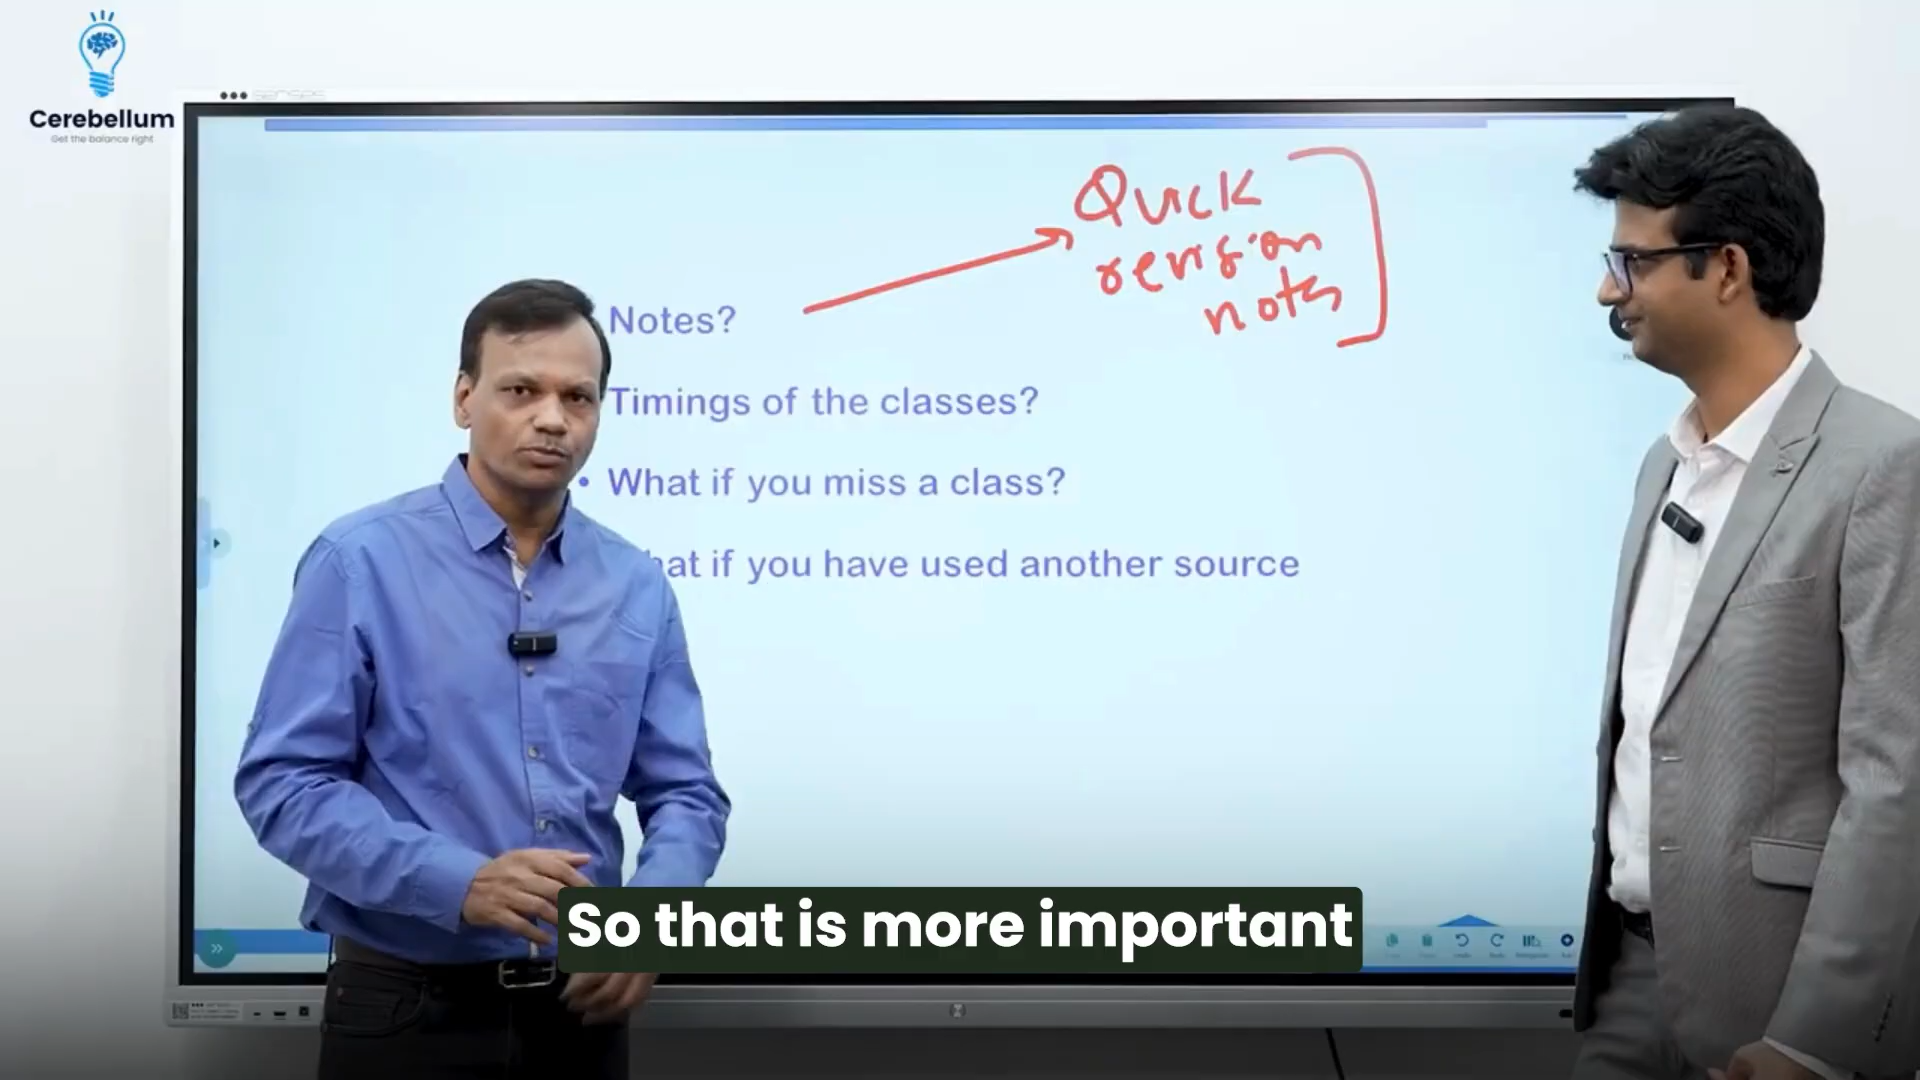 Cerebellum
Get the balance right
senses
Quick
revision
notes
Notes?
Timings of the classes?
• What if you miss a class?
hat if you have used another source
So that is more important